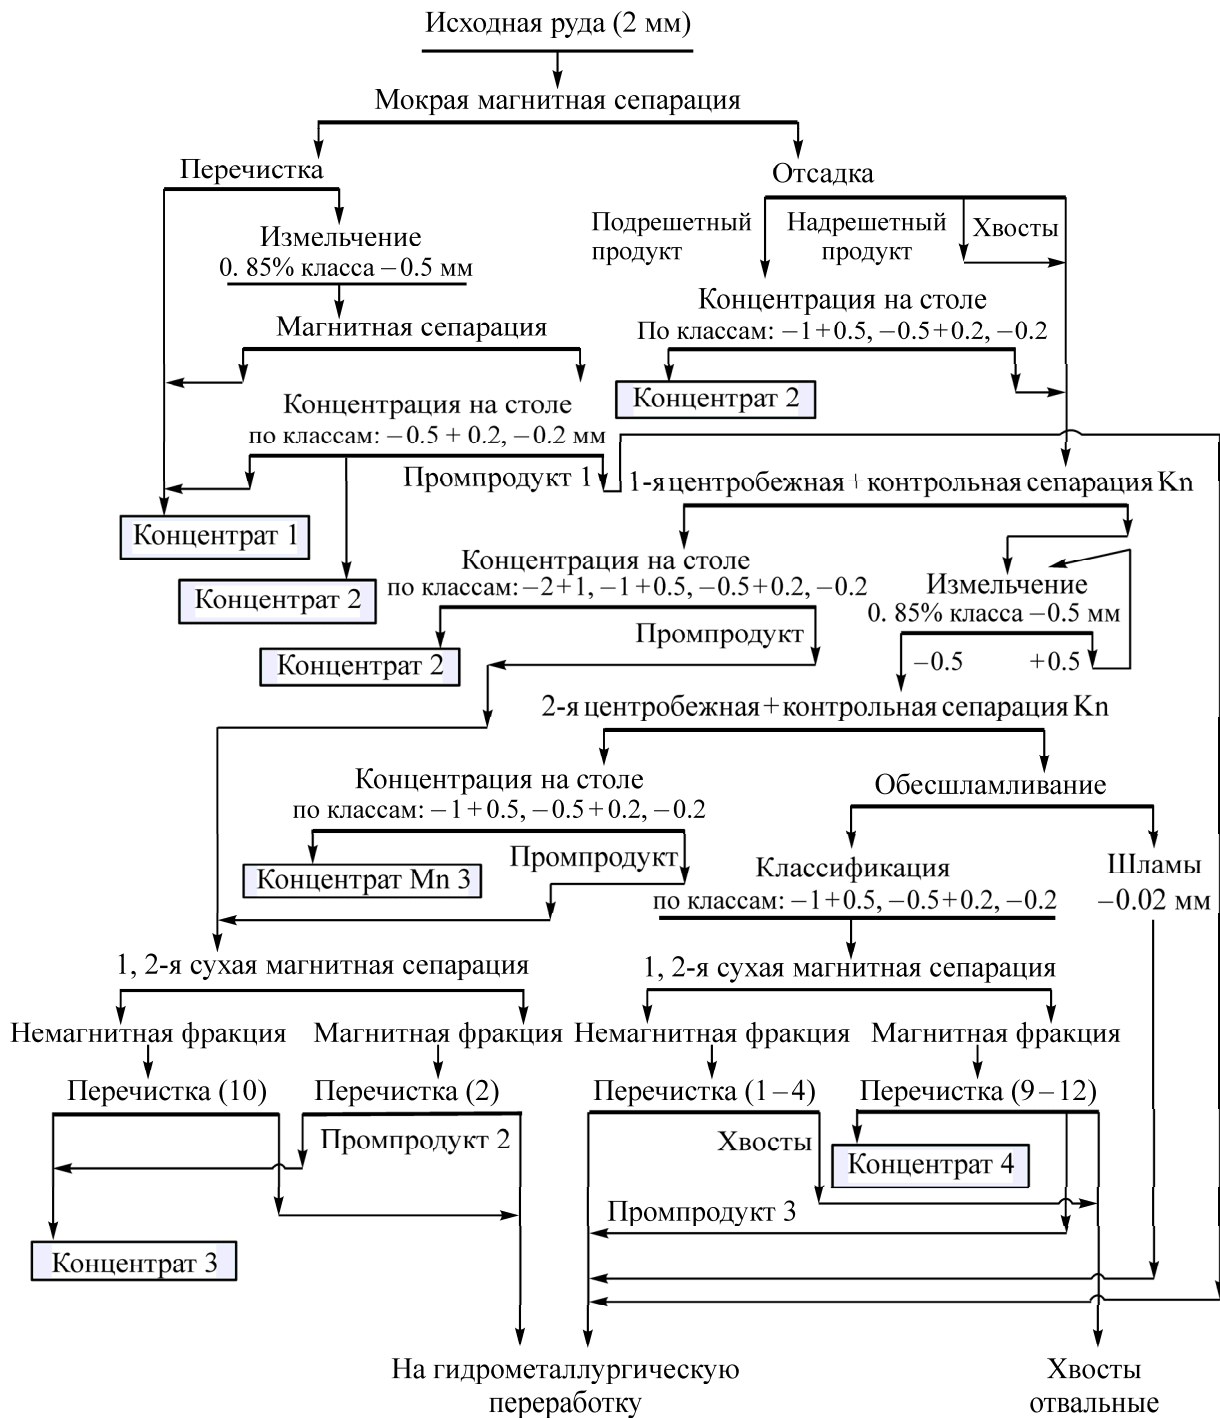 Исходная руда (2 мм)
Мокрая магнитная сепарация
Перечистка
Отсадка
Подрешетный
продукт
Надрешетный
продукт
Хвосты
Измельчение
0. 85% класса −0.5 мм
Магнитная сепарация
Концентрация на столе
По классам: −1+0.5, −0.5+0.2, −0.2
Концентрат 2
Концентрация на столе
по классам: −0.5 + 0.2, −0.2 мм
Промпродукт 1
Концентрат 1
Концентрат 2
1-я центробежная + контрольная сепарация Kn
Концентрация на столе
по классам: −2+1, −1+0.5, −0.5+0.2, −0.2
Измельчение
0. 85% класса −0.5 мм
Промпродукт
Концентрат 2
−0.5
+0.5
2-я центробежная + контрольная сепарация Kn
Концентрация на столе
по классам: −1+0.5, −0.5+0.2, −0.2
Обесшламливание
Промпродукт
Концентрат Mn 3
Классификация
по классам: −1+0.5, −0.5+0.2, −0.2
Шламы
−0.02 мм
1, 2-я сухая магнитная сепарация
1, 2-я сухая магнитная сепарация
Немагнитная фракция
Магнитная фракция
Немагнитная фракция
Магнитная фракция
Перечистка (10)
Перечистка (2)
Перечистка (1–4)
Перечистка (9–12)
Промпродукт 2
Хвосты
Концентрат 4
Промпродукт 3
Концентрат 3
На гидрометаллургическую
переработку
Хвосты
отвальные